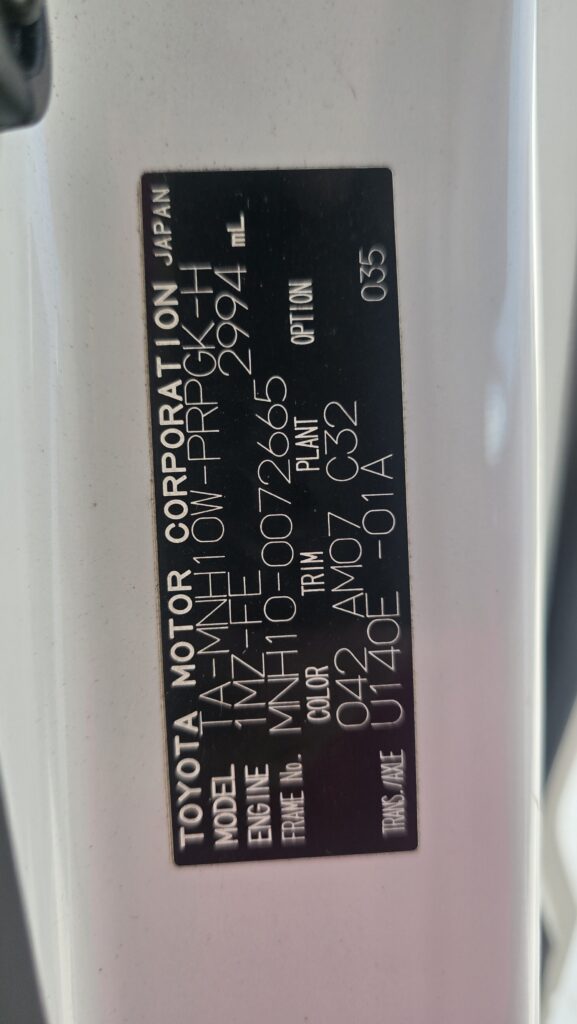 TOYOTA MOTOR CORPORATION JAPAN
MODEL TA-MNH10W-PRPGK-H
ENGINE 1MZ-FE 2994 mL
FRAME No. MNH10-0072665
COLOR TRIM PLANT OPTION
042 AM07 C32
TRANS./AXLE U140E -01A 035